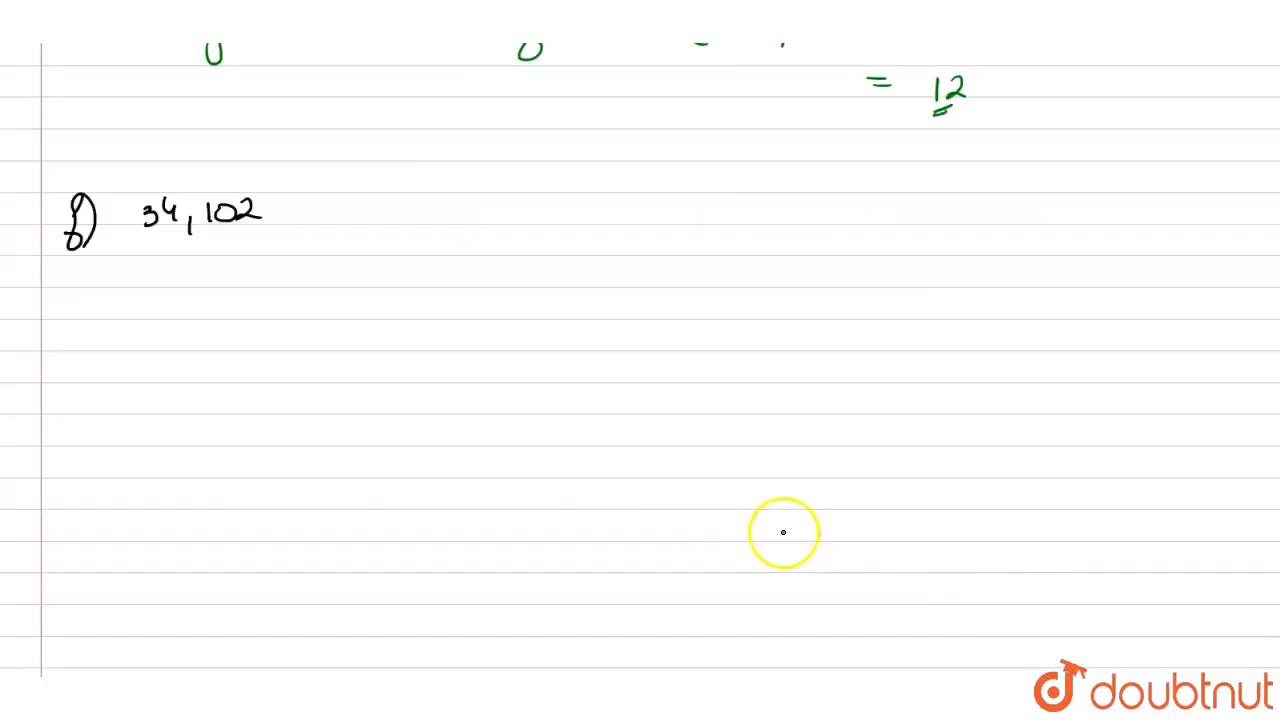 = 12
f) 34, 102
doubtnut